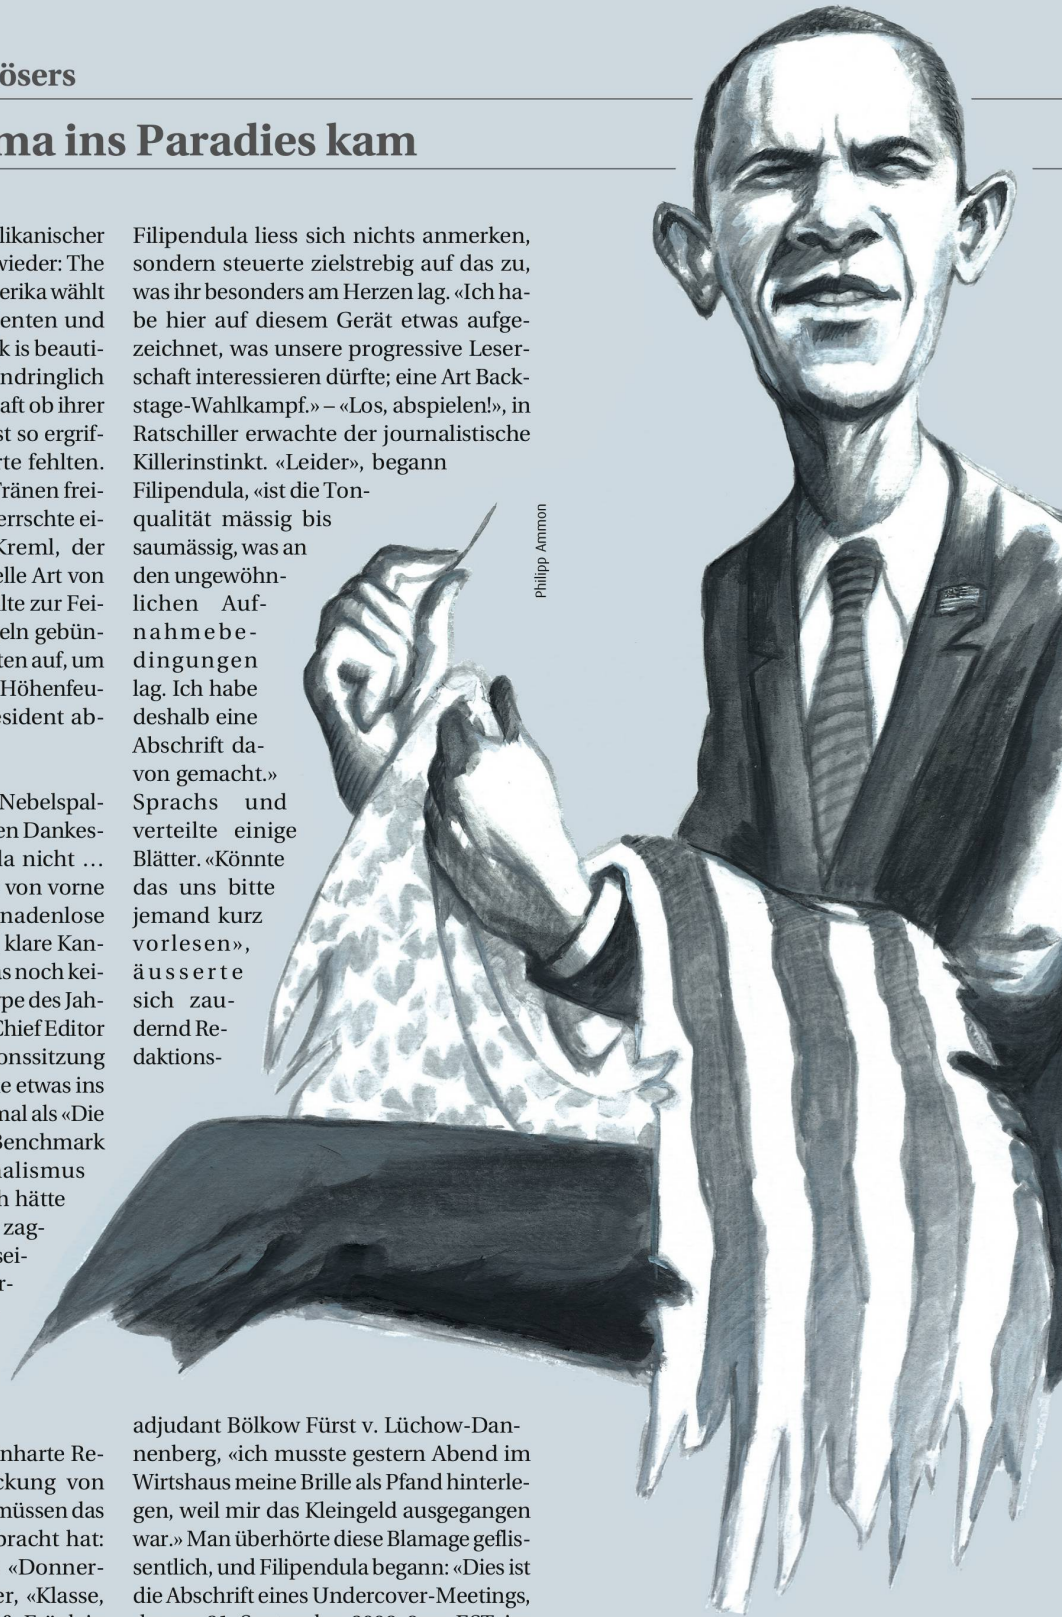 ösers
ma ins Paradies kam
likanischer
wieder: The
erika wählt
enten und
k is beauti-
ndringlich
aft ob ihrer
st so ergrif-
rte fehlten.
Tränen frei-
errschte ei-
Kreml, der
elle Art von
lte zur Fei-
eln gebün-
ten auf, um
Höhenfeu-
esident ab-
Nebelspal-
en Dankes-
la nicht …
von vorne
nadenlose
klare Kan-
as noch kei-
ype des Jah-
Chief Editor
onssitzung
e etwas ins
mal als «Die
Benchmark
nalismus
h hätte
zag-
sei-
r-
nharte Re-
ckung von
müssen das
bracht hat:
«Donner-
er, «Klasse,
Filipendula liess sich nichts anmerken,
sondern steuerte zielstrebig auf das zu,
was ihr besonders am Herzen lag. «Ich ha-
be hier auf diesem Gerät etwas aufge-
zeichnet, was unsere progressive Leser-
schaft interessieren dürfte; eine Art Back-
stage-Wahlkampf.» – «Los, abspielen!», in
Ratschiller erwachte der journalistische
Killerinstinkt. «Leider», begann
Filipendula, «ist die Ton-
qualität mässig bis
saumässig, was an
den ungewöhn-
lichen Auf-
nahmebe-
dingungen
lag. Ich habe
deshalb eine
Abschrift da-
von gemacht.»
Sprachs und
verteilte einige
Blätter. «Könnte
das uns bitte
jemand kurz
vorlesen»,
äusserte
sich zau-
dernd Re-
daktions-
adjudant Bölkow Fürst v. Lüchow-Dan-
nenberg, «ich musste gestern Abend im
Wirtshaus meine Brille als Pfand hinterle-
gen, weil mir das Kleingeld ausgegangen
war.» Man überhörte diese Blamage geflis-
sentlich, und Filipendula begann: «Dies ist
die Abschrift eines Undercover-Meetings,
Philipp Ammon